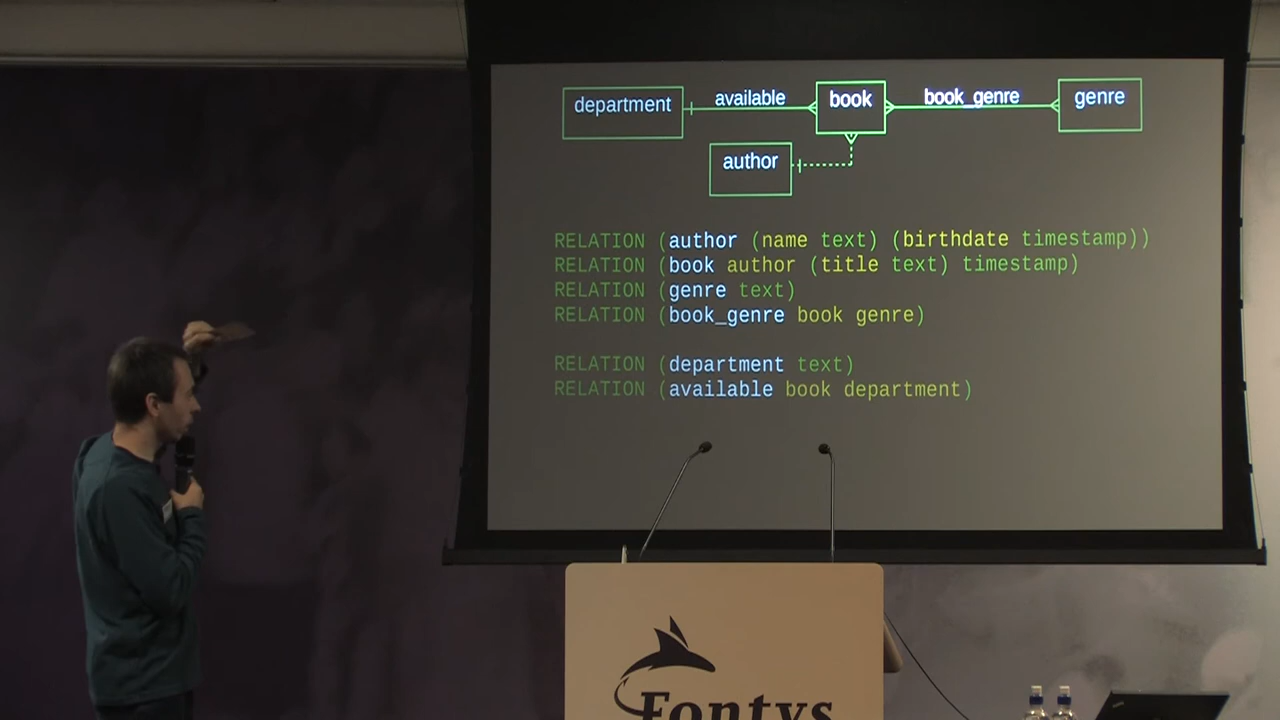 department available book book_genre genre
author
RELATION (author (name text) (birthdate timestamp))
RELATION (book author (title text) timestamp)
RELATION (genre text)
RELATION (book_genre book genre)
RELATION (department text)
RELATION (available book department)
Fontys